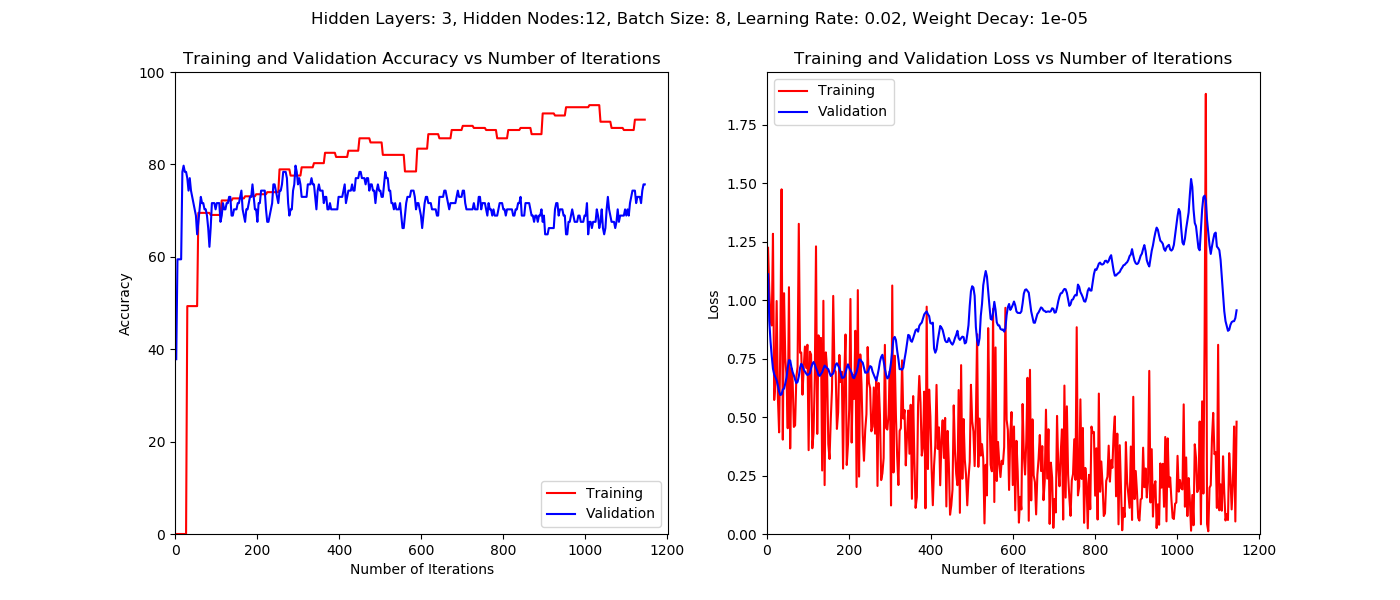 Hidden Layers: 3, Hidden Nodes:12, Batch Size: 8, Learning Rate: 0.02, Weight Decay: 1e-05
Training and Validation Accuracy vs Number of Iterations
100
80
60
40
20
0
Accuracy
0 200 400 600 800 1000 1200
Number of Iterations
Training
Validation
Training and Validation Loss vs Number of Iterations
Training
Validation
1.75
1.50
1.25
1.00
0.75
0.50
0.25
0.00
Loss
0 200 400 600 800 1000 1200
Number of Iterations